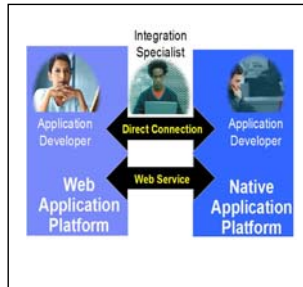 Integration
Specialist
Application
Developer
Direct Connection
Application
Developer
Web Service
Web
Application
Platform
Native
Application
Platform